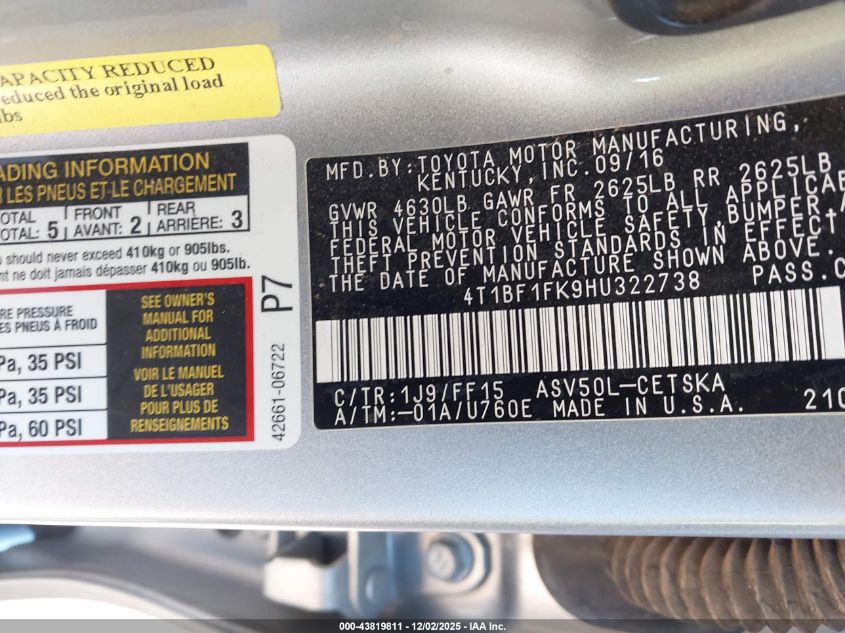 APACITY REDUCED
educed the original load
lbs
ADING INFORMATION
R LES PNEUS ET LE CHARGEMENT
TOTAL FRONT REAR
TOTAL: 5 AVANT: 2 ARRIÈRE: 3
should never exceed 410kg or 905lbs.
nt ne doit jamais dépasser 410kg ou 905lb.
PRESSURE
ES PNEUS À FROID
SEE OWNER'S
MANUAL FOR
ADDITIONAL
INFORMATION
VOIR LE MANUEL
DE L'USAGER
POUR PLUS DE
RENSEIGNEMENTS
Pa, 35 PSI
Pa, 35 PSI
Pa, 60 PSI
P7
42661-06722
MFD.BY:TOYOTA MOTOR MANUFACTURING,
KENTUCKY, INC. 09/16
GVWR 4630LB GAWR FR 2625LB RR 2625LB
THIS VEHICLE CONFORMS TO ALL APPLICAB
FEDERAL MOTOR VEHICLE SAFETY,BUMPER A
THEFT PREVENTION STANDARDS IN EFFECT
THE DATE OF MANUFACTURE SHOWN ABOVE.
4T1BF1FK9HU322738 PASS.C
C/TR:1J9/FF15 ASV50L-CETSKA
A/TM:-01A/U760E MADE IN U.S.A. 210
000-43819811 - 12/02/2025 - IAA Inc.